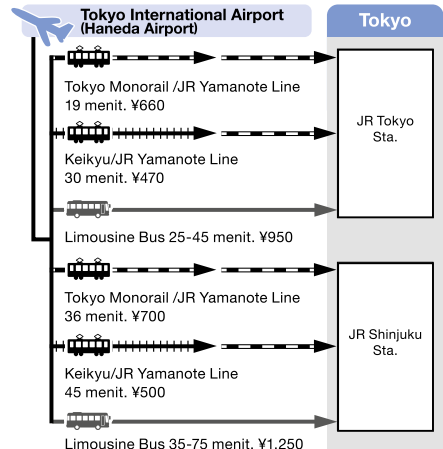 Tokyo International Airport
(Haneda Airport)
Tokyo
Tokyo Monorail /JR Yamanote Line
19 menit. ¥660
JR Tokyo
Sta.
Keikyu/JR Yamanote Line
30 menit. ¥470
Limousine Bus 25-45 menit. ¥950
Tokyo Monorail /JR Yamanote Line
36 menit. ¥700
JR Shinjuku
Sta.
Keikyu/JR Yamanote Line
45 menit. ¥500
Limousine Bus 35-75 menit. ¥1.250